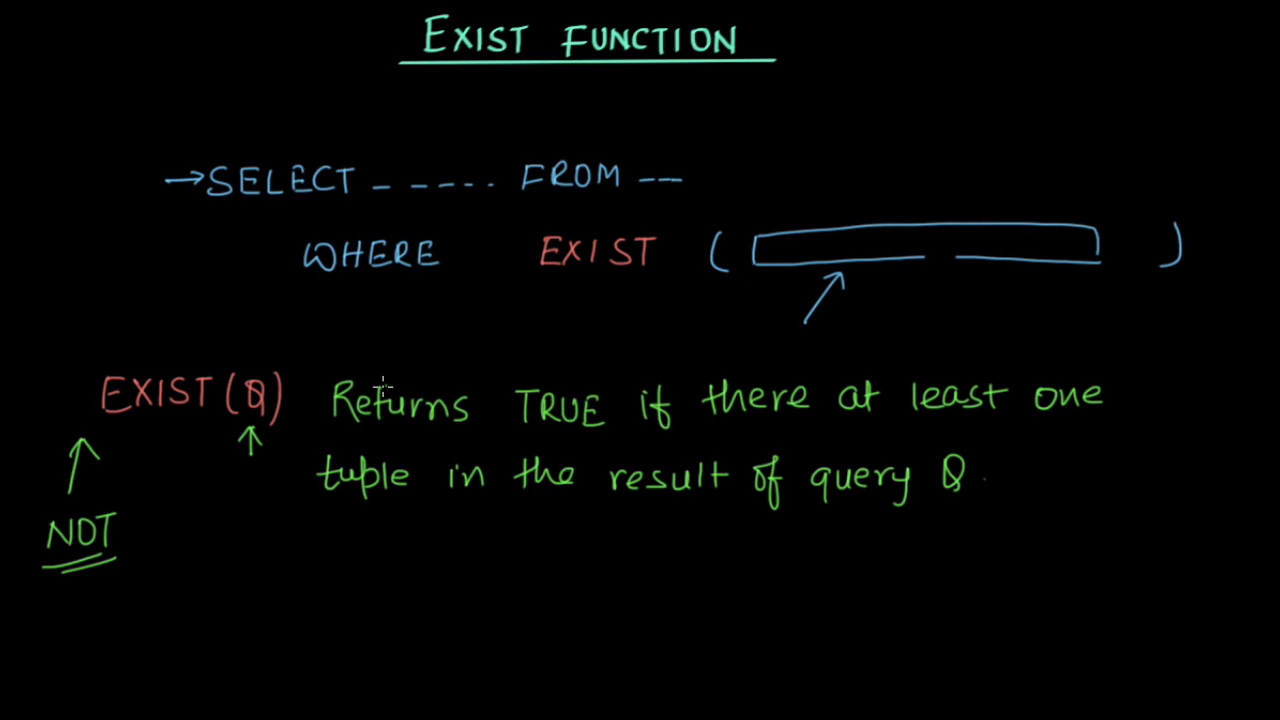 EXIST FUNCTION
→SELECT _ _ _ _ _ . FROM __
WHERE EXIST ( )
EXIST(Q) Returns TRUE if there at least one
tuple in the result of query Q.
NOT